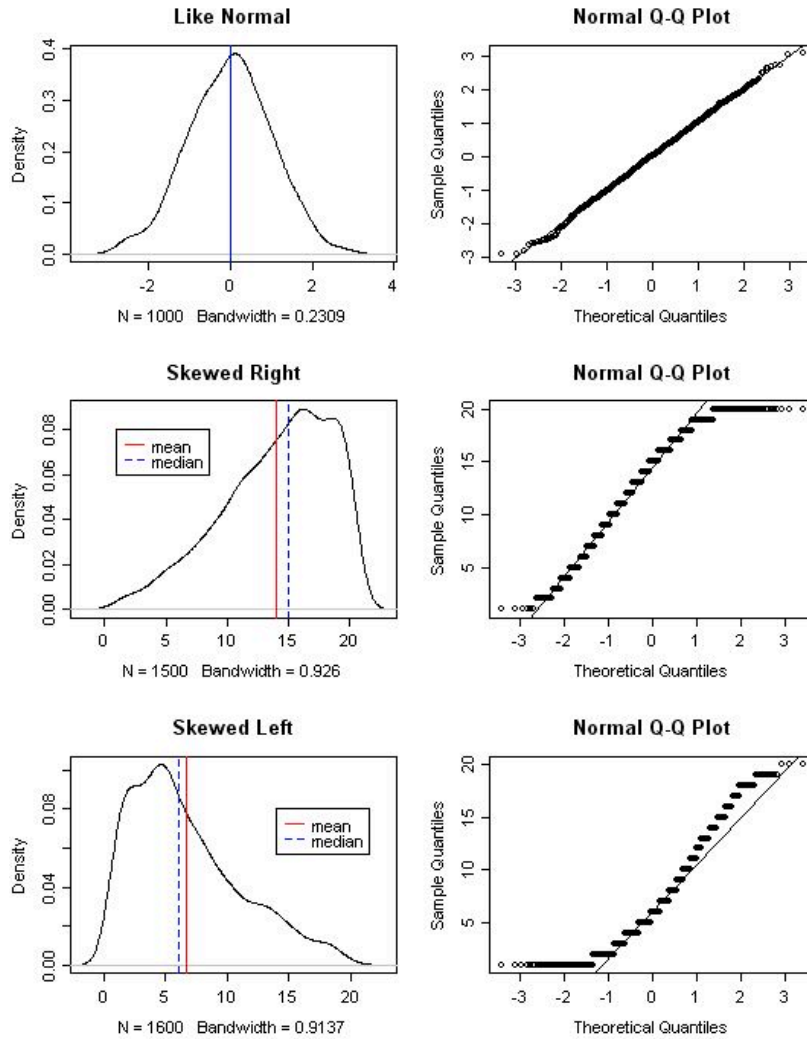 Like Normal
Density
0.0 0.1 0.2 0.3 0.4
-2 0 2 4
N = 1000 Bandwidth = 0.2309
Normal Q-Q Plot
Sample Quantiles
-3 -2 -1 0 1 2 3
-3 -2 -1 0 1 2 3
Theoretical Quantiles
Skewed Right
mean
median
Density
0.00 0.02 0.04 0.06 0.08
0 5 10 15 20
N = 1500 Bandwidth = 0.926
Normal Q-Q Plot
Sample Quantiles
5 10 15 20
-3 -2 -1 0 1 2 3
Theoretical Quantiles
Skewed Left
mean
median
Density
0.00 0.04 0.08
0 5 10 15 20
N = 1600 Bandwidth = 0.9137
Normal Q-Q Plot
Sample Quantiles
5 10 15 20
-3 -2 -1 0 1 2 3
Theoretical Quantiles